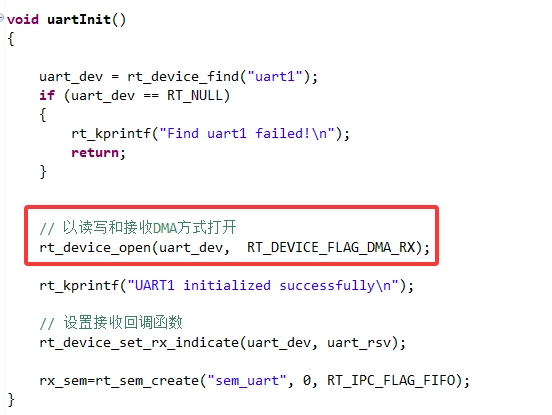 void uartInit()
{
uart_dev = rt_device_find("uart1");
if (uart_dev == RT_NULL)
{
rt_kprintf("Find uart1 failed!\n");
return;
}
// 以读写和接收DMA方式打开
rt_device_open(uart_dev,  RT_DEVICE_FLAG_DMA_RX);
rt_kprintf("UART1 initialized successfully\n");
// 设置接收回调函数
rt_device_set_rx_indicate(uart_dev, uart_rsv);
rx_sem=rt_sem_create("sem_uart", 0, RT_IPC_FLAG_FIFO);
}